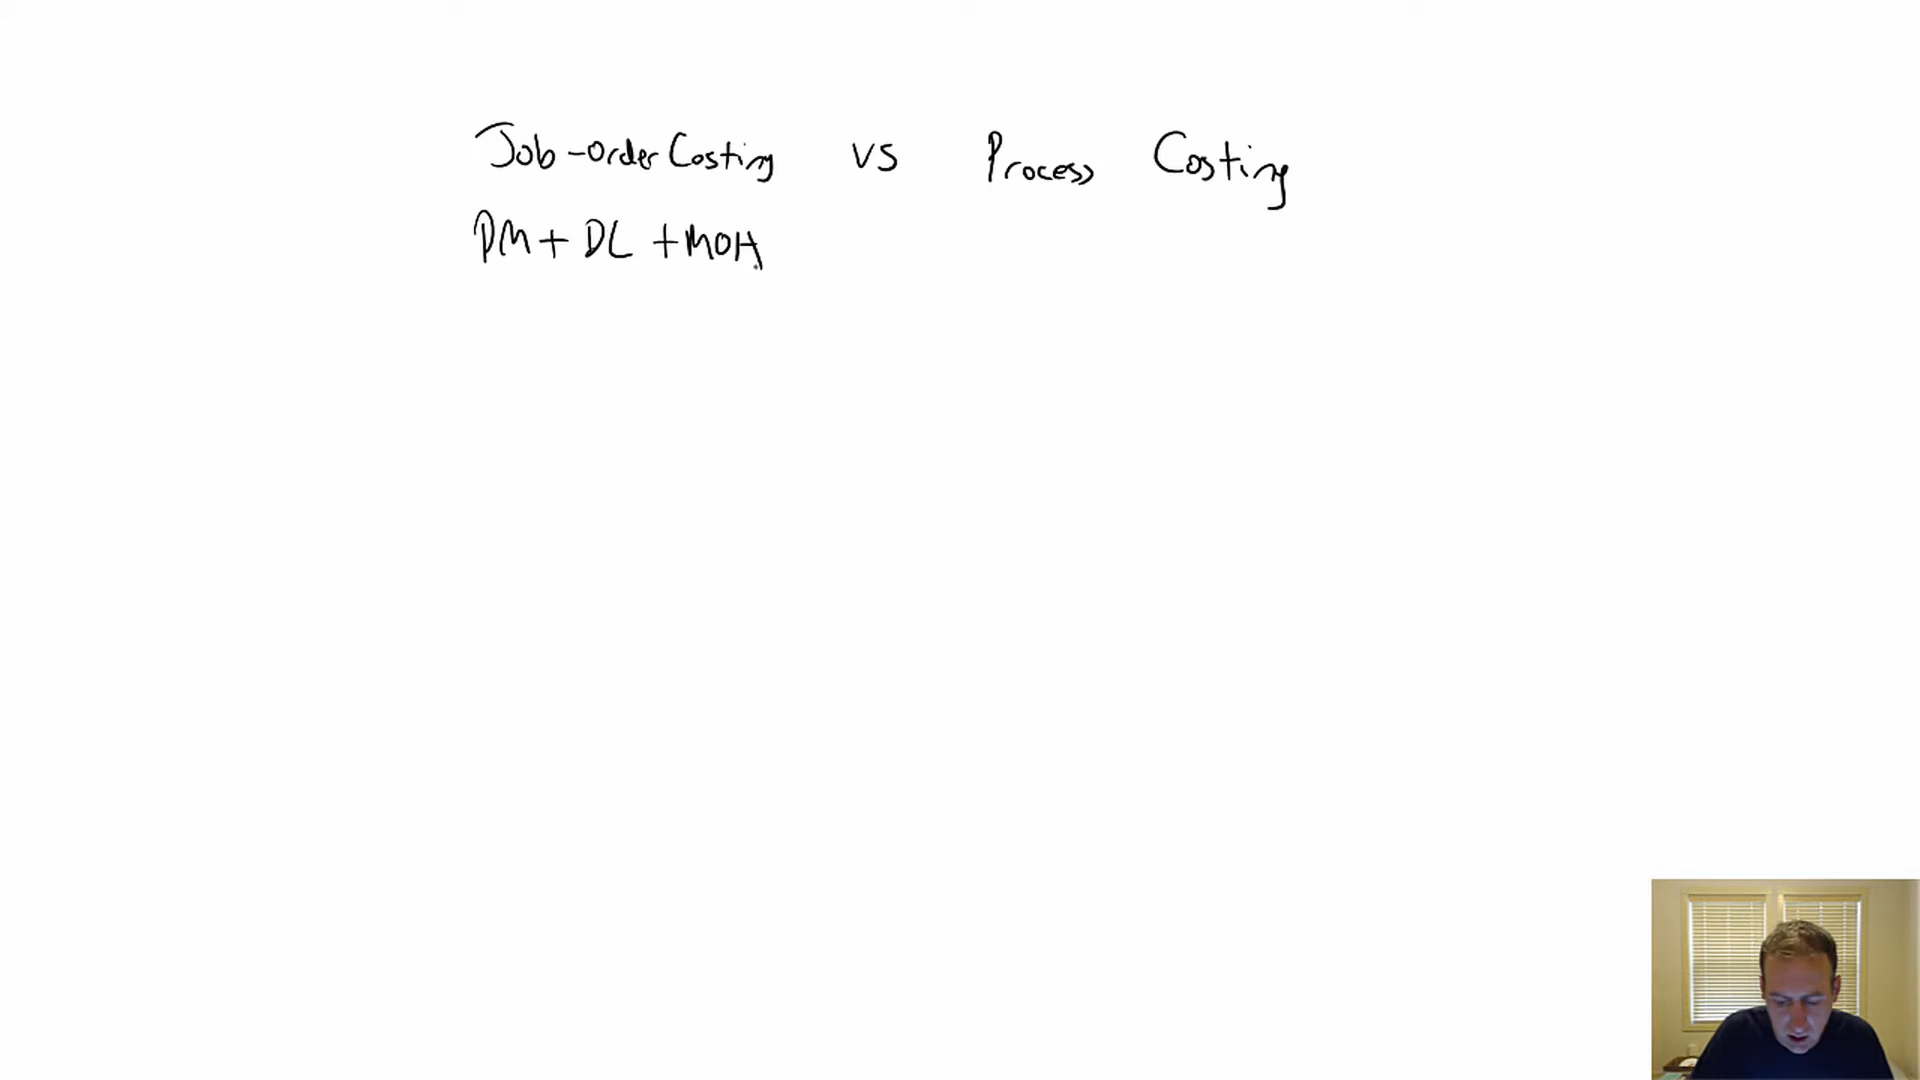 Job-order Costing vs Process Costing
DM + DL + MOH